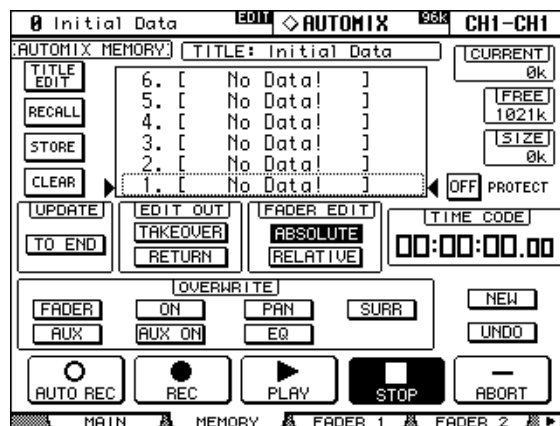 0 Initial Data EDIT ◇AUTOMIX 96K CH1-CH1
AUTOMIX MEMORY TITLE: Initial Data CURRENT
0k
TITLE EDIT
RECALL
STORE
CLEAR
6. [ No Data! ]
5. [ No Data! ]
4. [ No Data! ]
3. [ No Data! ]
2. [ No Data! ]
1. [ No Data! ]
FREE
1021k
SIZE
0k
OFF PROTECT
UPDATE
TO END
EDIT OUT
TAKEOVER
RETURN
FADER EDIT
ABSOLUTE
RELATIVE
TIME CODE
00:00:00.00
OVERWRITE
FADER ON PAN SURR
AUX AUX ON EQ
NEW
UNDO
AUTO REC REC PLAY STOP ABORT
MAIN MEMORY FADER 1 FADER 2